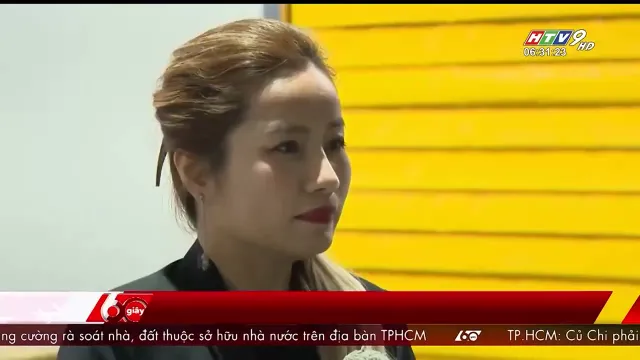 HTV9 HD
06:31:23
60 giây
ng cường rà soát nhà, đất thuộc sở hữu nhà nước trên địa bàn TPHCM 60 TP.HCM: Củ Chi phải